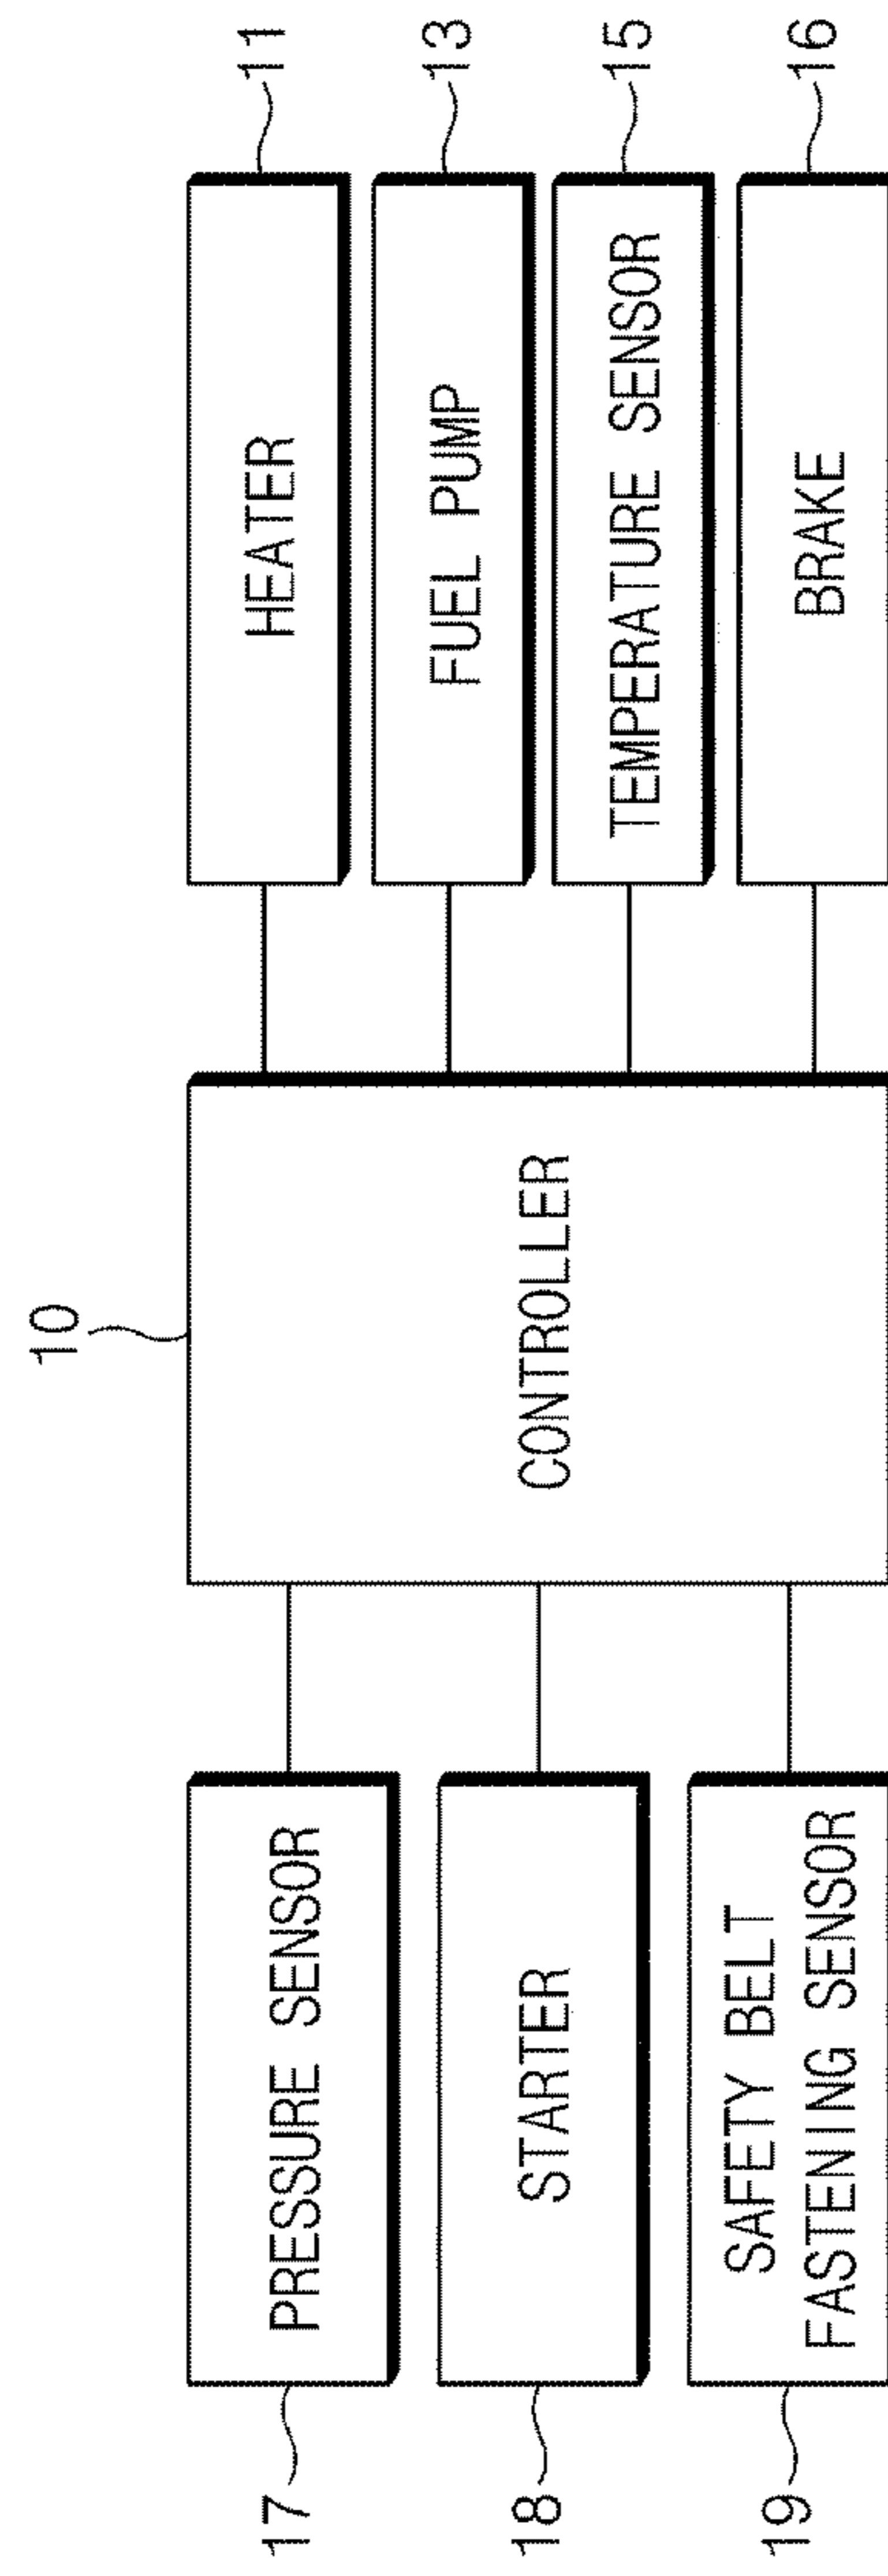 10
17
PRESSURE SENSOR
18
STARTER
19
SAFETY BELT
FASTENING SENSOR
CONTROLLER
HEATER
11
FUEL PUMP
13
TEMPERATURE SENSOR
15
BRAKE
16